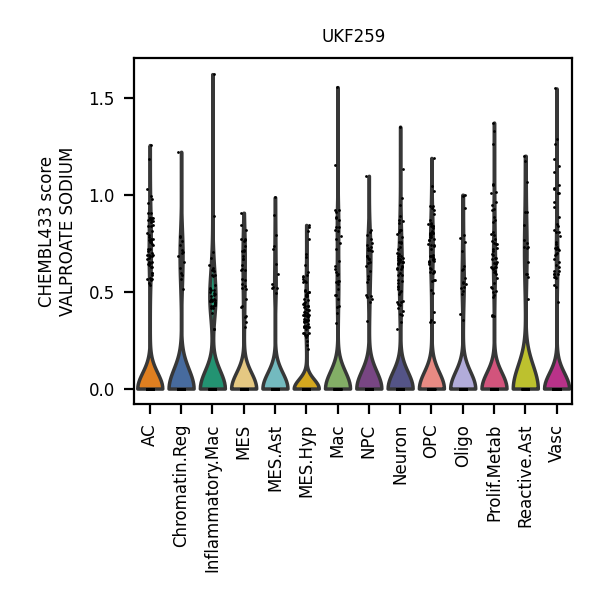 UKF259
CHEMBL433 score
VALPROATE SODIUM
1.5
1.0
0.5
0.0
AC
Chromatin.Reg
Inflammatory.Mac
MES
MES.Ast
MES.Hyp
Mac
NPC
Neuron
OPC
Oligo
Prolif.Metab
Reactive.Ast
Vasc